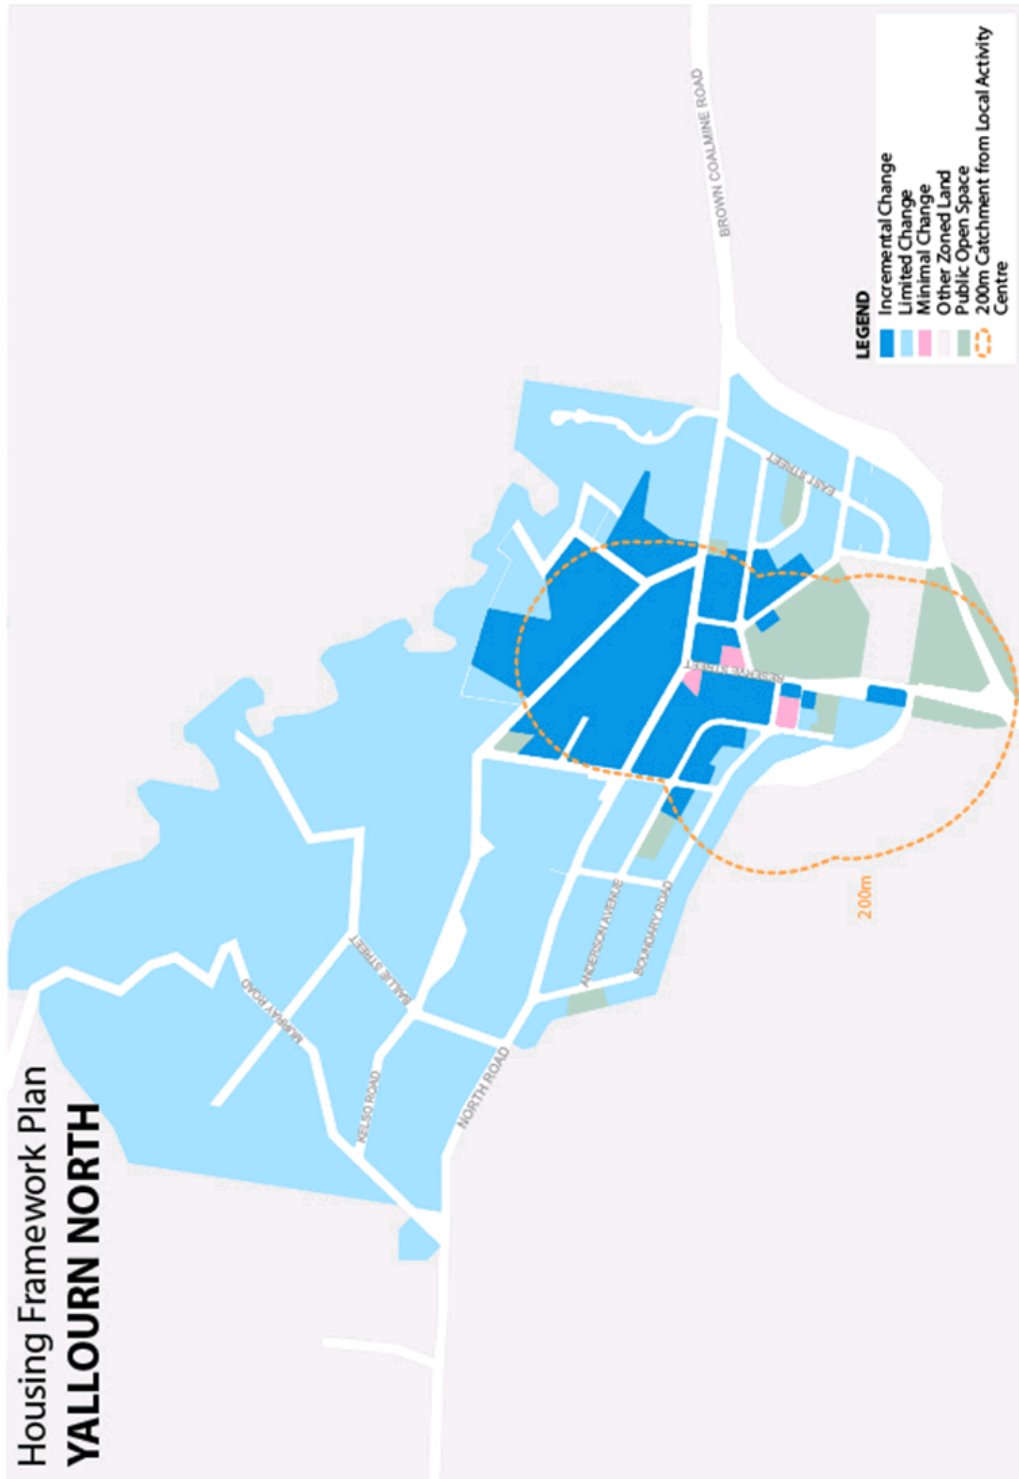 Housing Framework Plan
YALLOURN NORTH
MURRAY ROAD
BAILLIE STREET
KELSO ROAD
NORTH ROAD
ANDERSON AVENUE
BOUNDARY ROAD
RESERVE STREET
EAST STREET
BROWN COALMINE ROAD
200m
LEGEND
Incremental Change
Limited Change
Minimal Change
Other Zoned Land
Public Open Space
200m Catchment from Local Activity
Centre